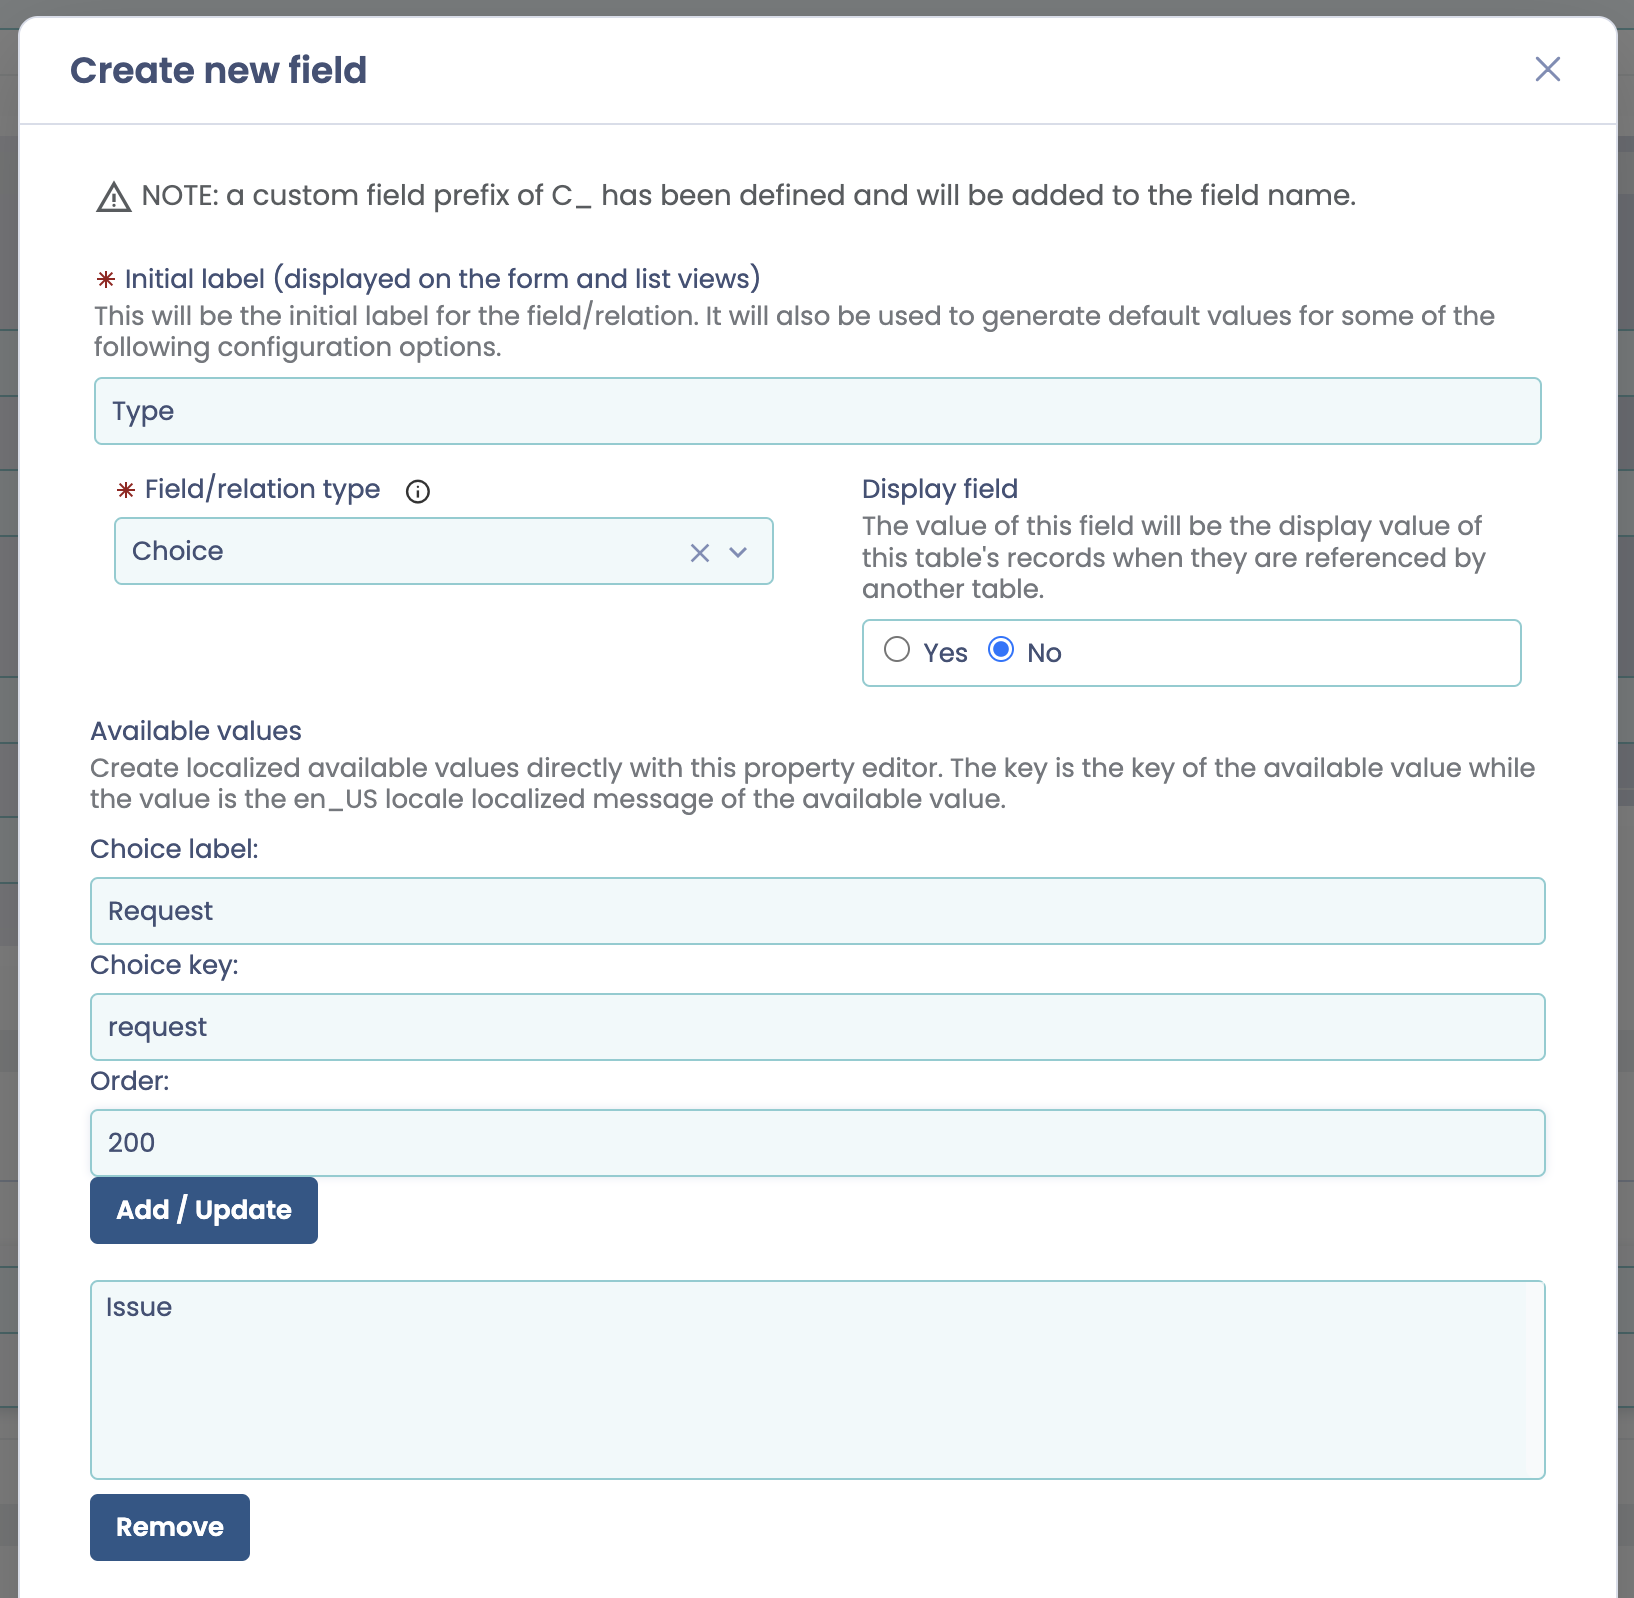 Create new field
NOTE: a custom field prefix of C_ has been defined and will be added to the field name.
* Initial label (displayed on the form and list views)
This will be the initial label for the field/relation. It will also be used to generate default values for some of the
following configuration options.
Type
* Field/relation type
Choice
Display field
The value of this field will be the display value of
this table's records when they are referenced by
another table.
Yes No
Available values
Create localized available values directly with this property editor. The key is the key of the available value while
the value is the en_US locale localized message of the available value.
Choice label:
Request
Choice key:
request
Order:
200
Add / Update
Issue
Remove